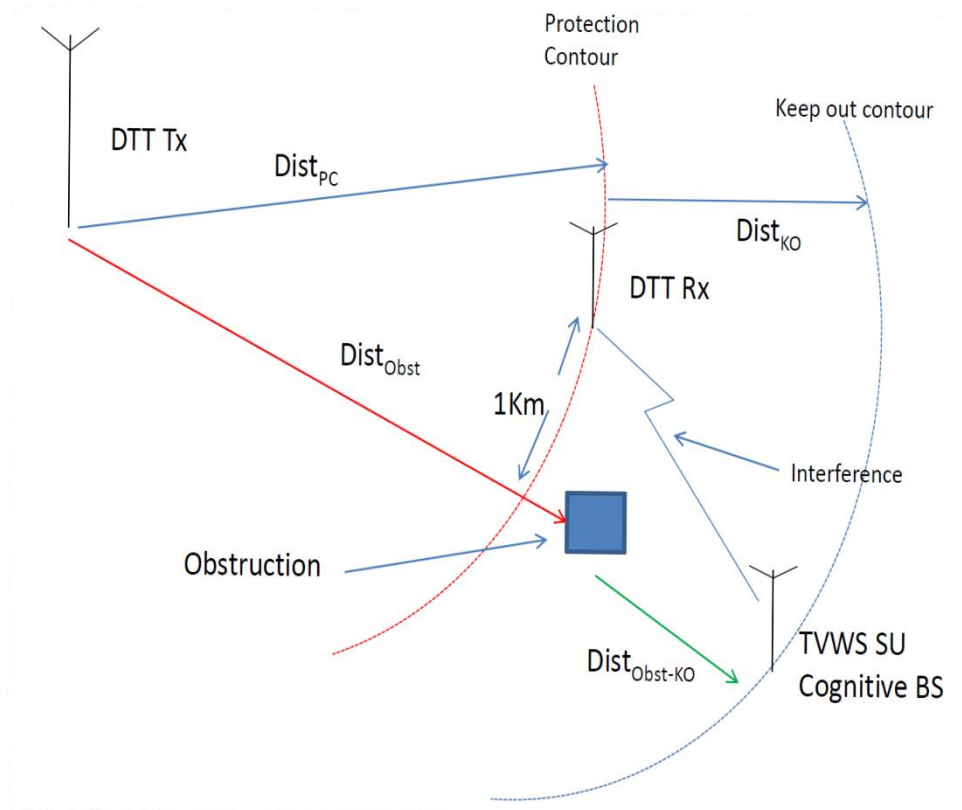 Protection
Contour
Keep out contour
DTT Tx
Dist_PC
Dist_KO
DTT Rx
Dist_Obst
1Km
Interference
Obstruction
Dist_Obst-KO
TVWS SU
Cognitive BS